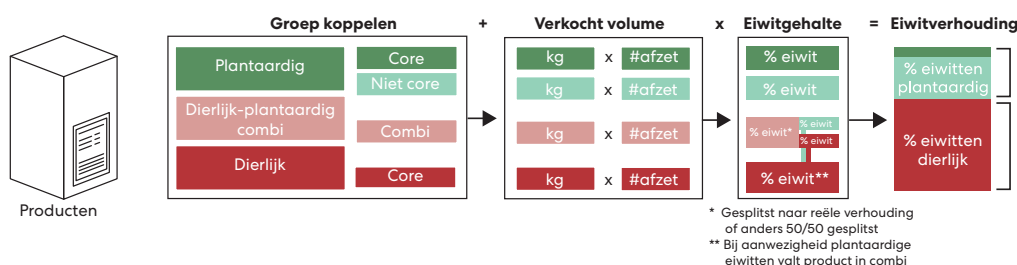 Groep koppelen + Verkocht volume x Eiwitgehalte = Eiwitverhouding
Producten
Plantaardig
Core
Niet core
Dierlijk-plantaardig
combi
Combi
Dierlijk
Core
kg x #afzet
kg x #afzet
kg x #afzet
kg x #afzet
% eiwit
% eiwit
% eiwit*
% eiwit
% eiwit
% eiwit**
% eiwitten
plantaardig
% eiwitten
dierlijk
* Gesplitst naar reële verhouding
of anders 50/50 gesplitst
** Bij aanwezigheid plantaardige
eiwitten valt product in combi